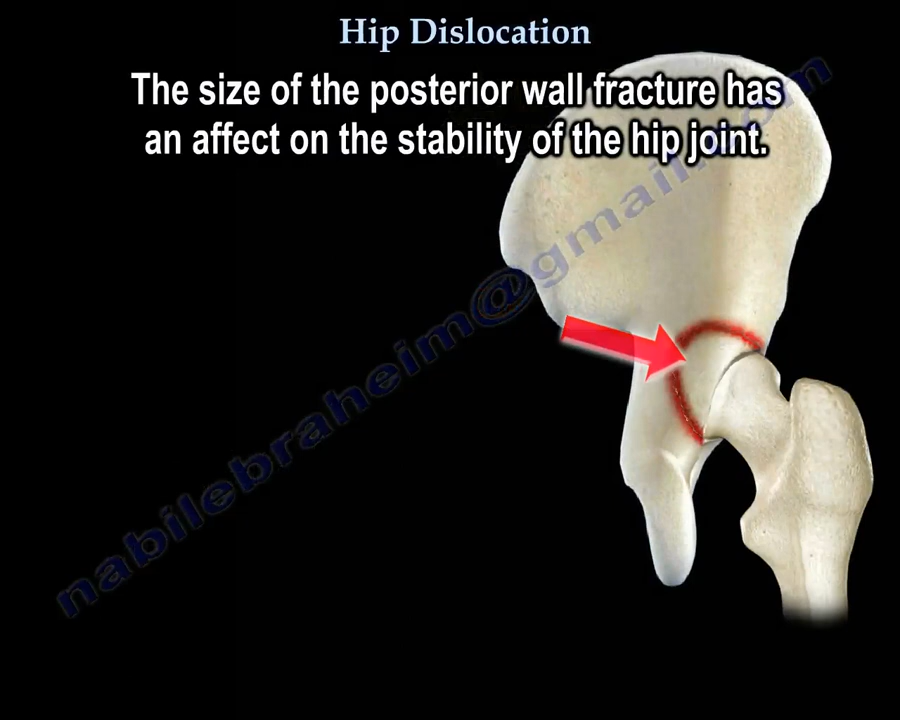 Hip Dislocation
The size of the posterior wall fracture has
an affect on the stability of the hip joint.
nabilebraheim@gmail.com